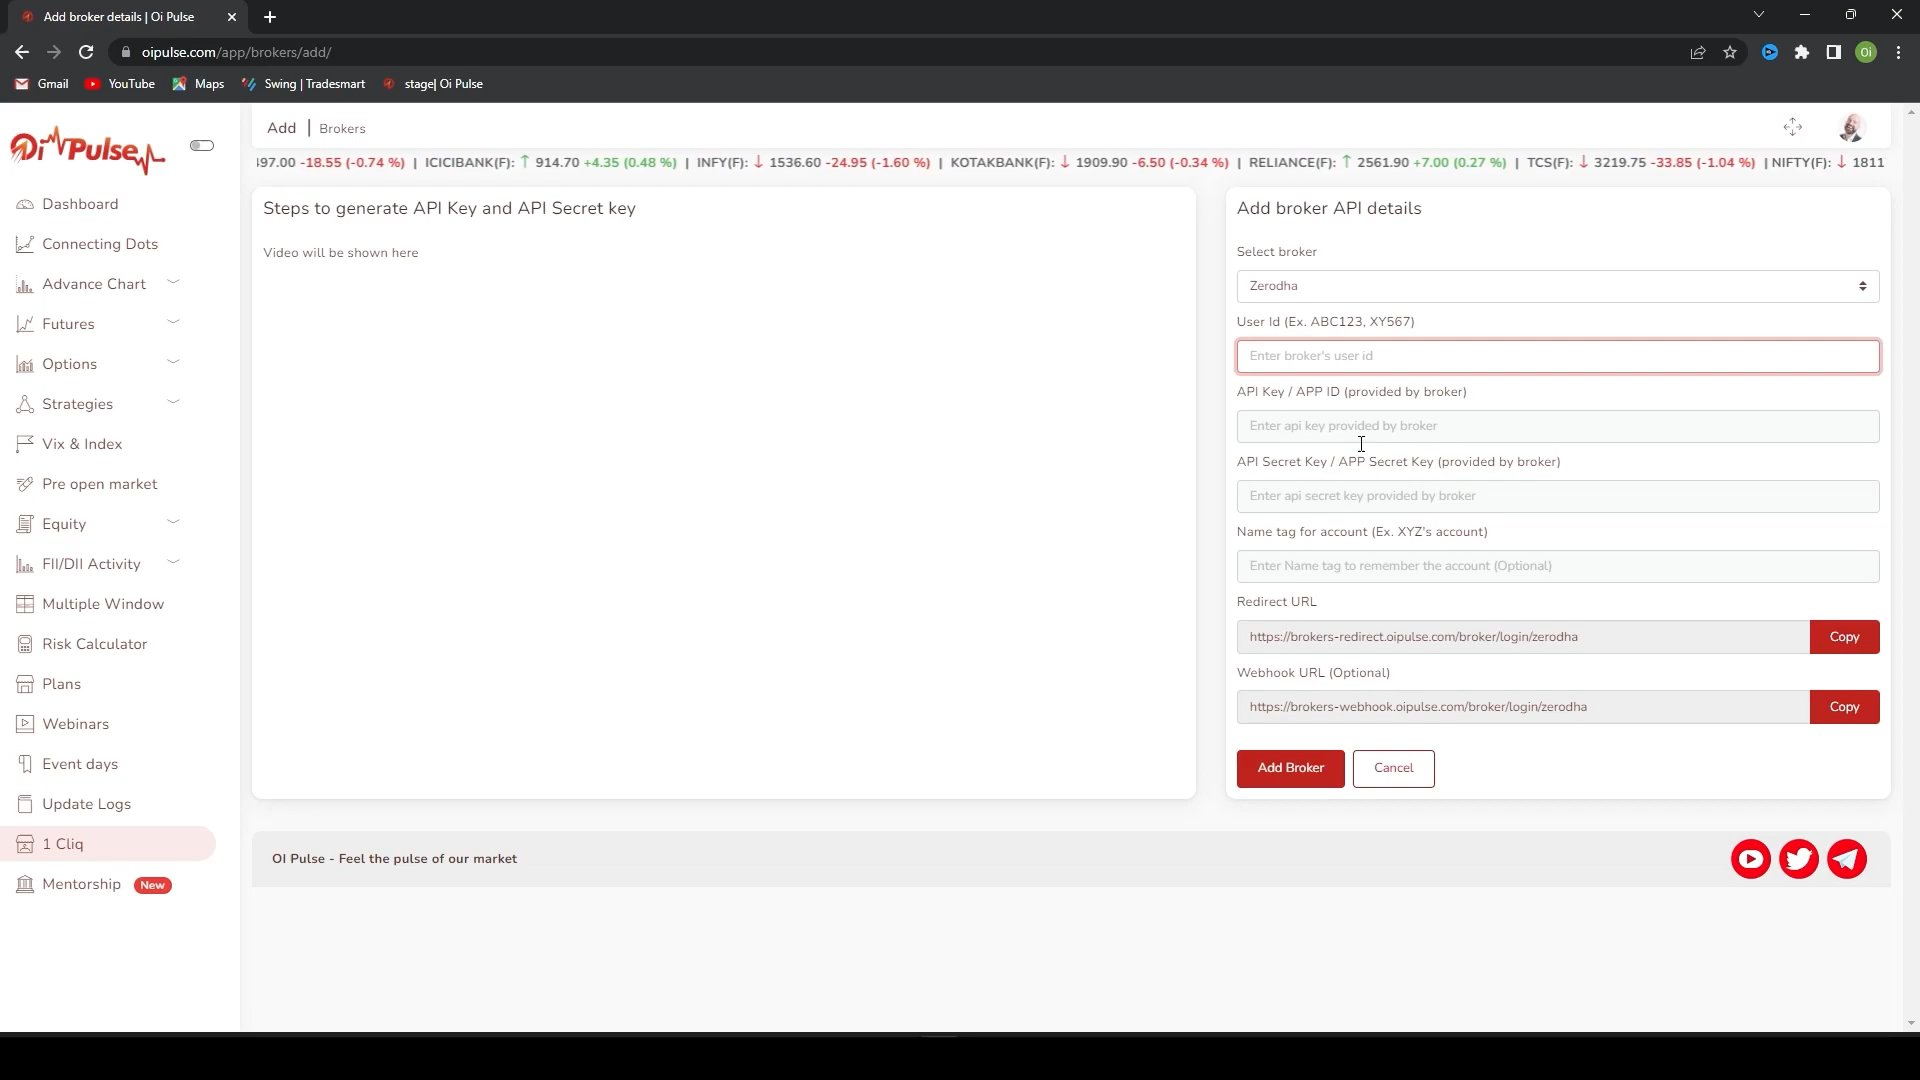 Add broker details | Oi Pulse
oipulse.com/app/brokers/add/
Oi
Gmail
YouTube
Maps
Swing | Tradesmart
stage| Oi Pulse
Oi Pulse
Add | Brokers
197.00 -18.55 (-0.74 %) | ICICIBANK(F): ↑ 914.70 +4.35 (0.48 %) | INFY(F): ↓ 1536.60 -24.95 (-1.60 %) | KOTAKBANK(F): ↓ 1909.90 -6.50 (-0.34 %) | RELIANCE(F): ↑ 2561.90 +7.00 (0.27 %) | TCS(F): ↓ 3219.75 -33.85 (-1.04 %) | NIFTY(F): ↓ 1811
Dashboard
Connecting Dots
Advance Chart
Futures
Options
Strategies
Vix & Index
Pre open market
Equity
FII/DII Activity
Multiple Window
Risk Calculator
Plans
Webinars
Event days
Update Logs
1 Cliq
Mentorship New
Steps to generate API Key and API Secret key
Video will be shown here
Add broker API details
Select broker
Zerodha
User Id (Ex. ABC123, XY567)
Enter broker's user id
API Key / APP ID (provided by broker)
Enter api key provided by broker
API Secret Key / APP Secret Key (provided by broker)
Enter api secret key provided by broker
Name tag for account (Ex. XYZ's account)
Enter Name tag to remember the account (Optional)
Redirect URL
https://brokers-redirect.oipulse.com/broker/login/zerodha
Copy
Webhook URL (Optional)
https://brokers-webhook.oipulse.com/broker/login/zerodha
Copy
Add Broker
Cancel
OI Pulse - Feel the pulse of our market